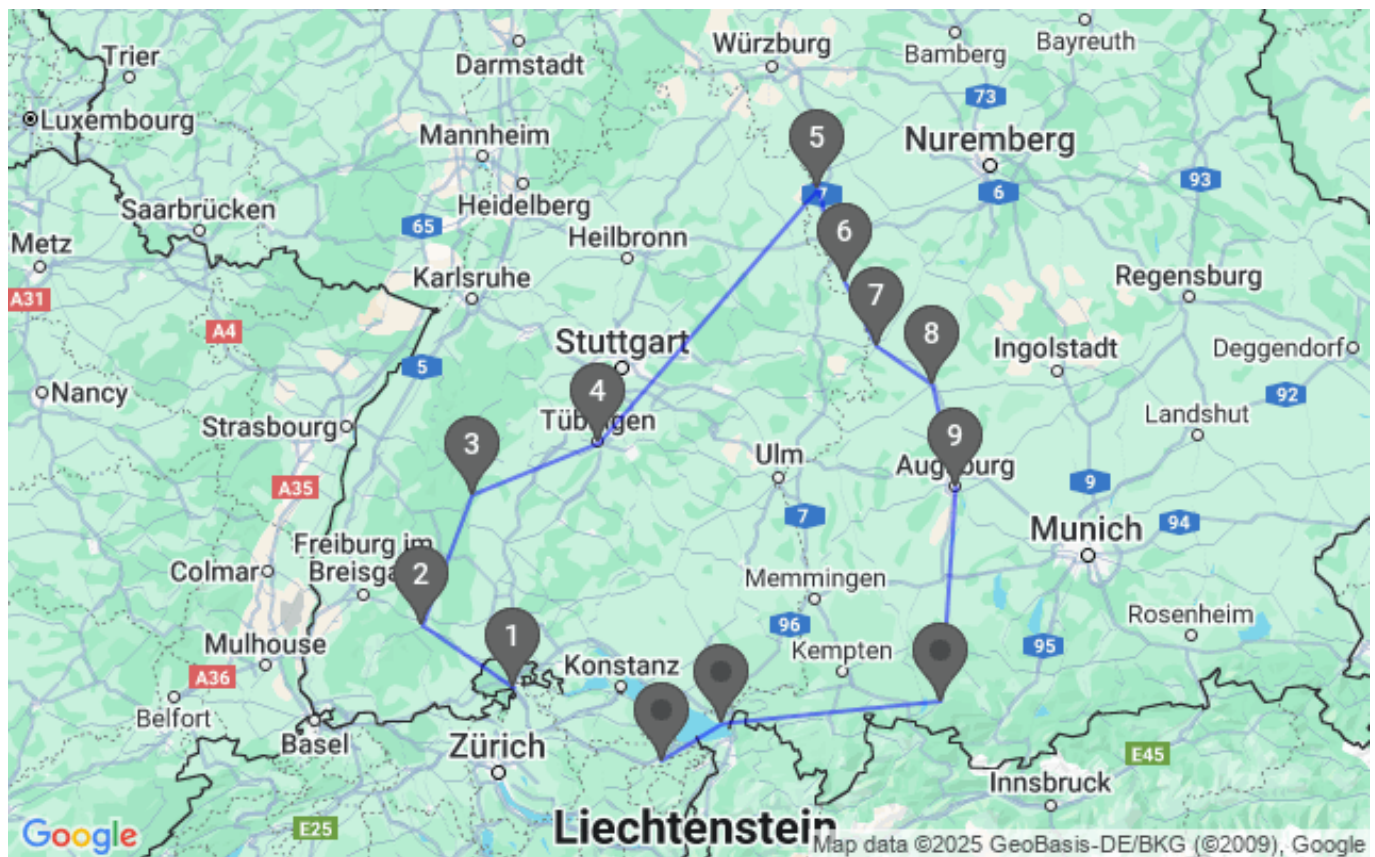 Würzburg
Bayreuth
Bamberg
Trier
Darmstadt
73
Luxembourg
Mannheim
5
Nuremberg
93
6
Heidelberg
Saarbrücken
65
Heilbronn
6
Metz
Karlsruhe
Regensburg
A31
7
A4
Stuttgart
8
Ingolstadt
Deggendorf
5
4
Nancy
92
Landshut
Strasbourg
3
9
Ulm
A35
9
7
94
Munich
Freiburg im
Colmar
2
Memmingen
Rosenheim
96
1
Mulhouse
95
Kempten
Konstanz
A36
Belfort
Basel
Zürich
E45
Innsbruck
Liechtenstein
E25
Google
Map data ©2025 GeoBasis-DE/BKG (©2009), Google